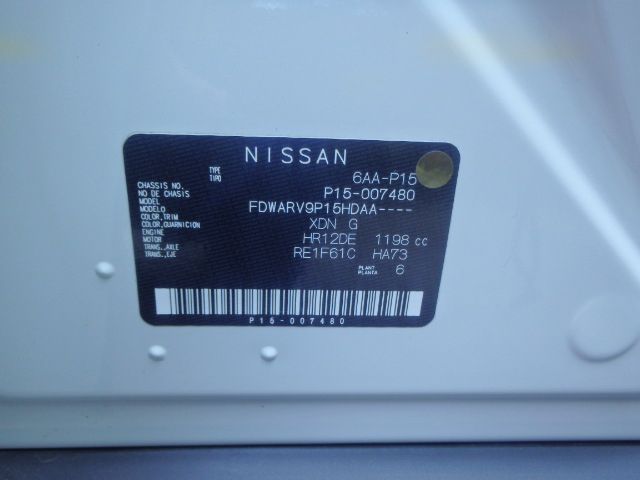 NISSAN
TYPE
TIPO 6AA-P15
CHASSIS NO.
NO DE CHASSIS P15-007480
MODEL
MODELO FDWARV9P15HDAA----
COLOR, TRIM
COLOR, GUARNICION XDN G
ENGINE
MOTOR HR12DE 1198 cc
TRANS., AXLE
TRANS., EJE RE1F61C HA73
PLANT
PLANTA 6
P15-007480